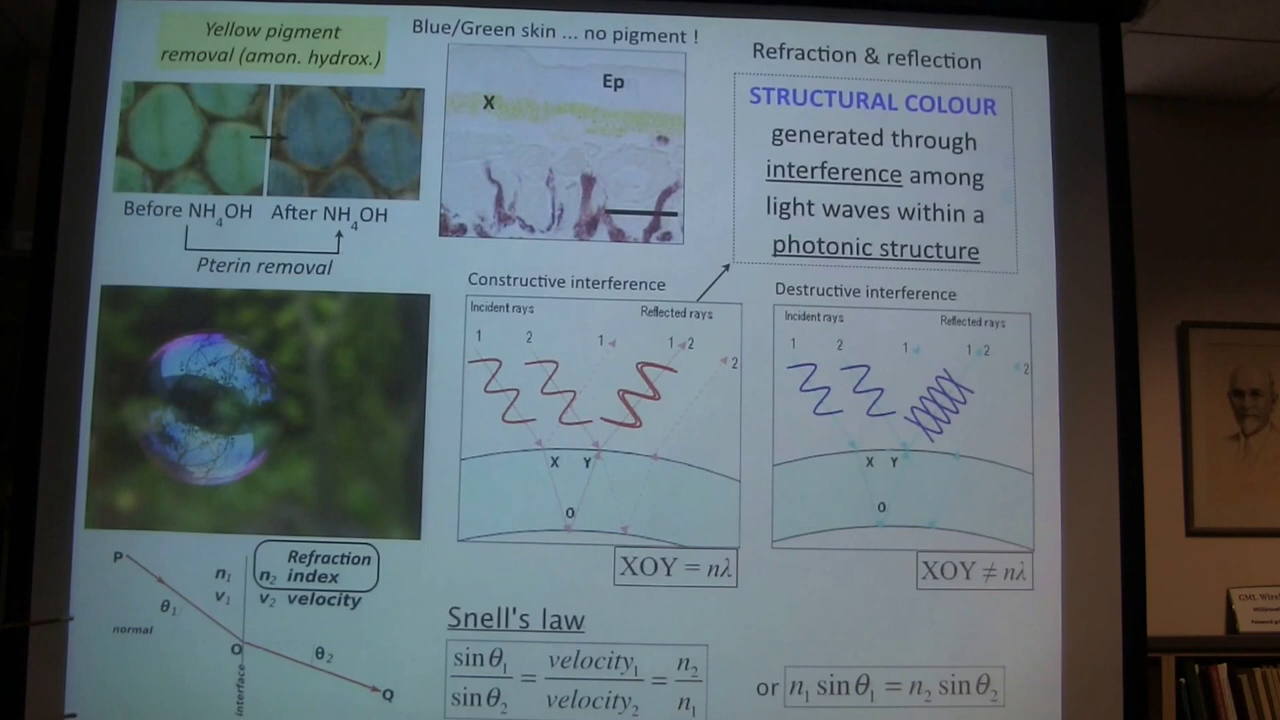 Yellow pigment
removal (amon. hydrox.)
Before NH4OH
After NH4OH
Pterin removal
Blue/Green skin ... no pigment !
X
Ep
Refraction & reflection
STRUCTURAL COLOUR
generated through
interference among
light waves within a
photonic structure
Constructive interference
Incident rays
Reflected rays
1 2 1 1 2 2
X Y
O
XOY = nλ
Destructive interference
Incident rays
Reflected rays
1 2 1 1 2 2
X Y
O
XOY ≠ nλ
P
n1
n2
Refraction
index
v1
v2 velocity
θ1
normal
O
θ2
interface
Q
Snell's law
sin θ1 / sin θ2 = velocity1 / velocity2 = n2 / n1
or n1 sin θ1 = n2 sin θ2